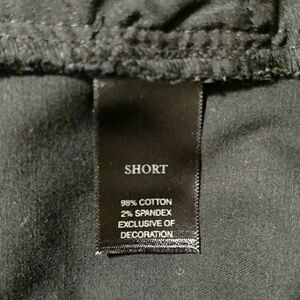 SHORT
98% COTTON
2% SPANDEX
EXCLUSIVE OF
DECORATION